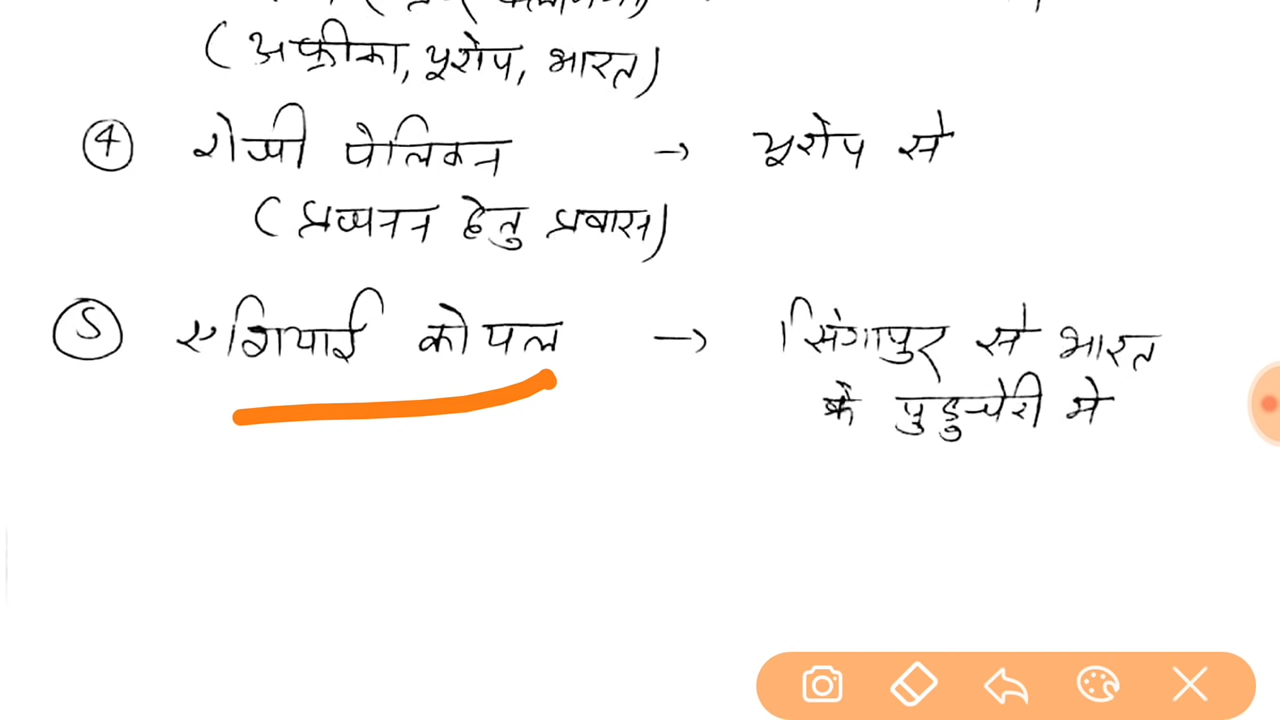 (अफ्रीका, यूरोप, भारत)
④ रोजी पेलिकन → यूरोप से
(प्रजनन हेतु प्रवास)
⑤ एशियाई कोयल → सिंगापुर से भारत
के पुडुचेरी मे